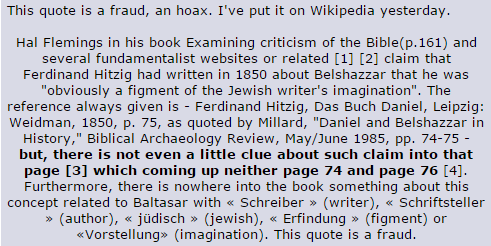 This quote is a fraud, an hoax. I've put it on Wikipedia yesterday.
Hal Flemings in his book Examining criticism of the Bible(p.161) and
several fundamentalist websites or related [1] [2] claim that
Ferdinand Hitzig had written in 1850 about Belshazzar that he was
"obviously a figment of the Jewish writer's imagination". The
reference always given is - Ferdinand Hitzig, Das Buch Daniel, Leipzig:
Weidman, 1850, p. 75, as quoted by Millard, "Daniel and Belshazzar in
History," Biblical Archaeology Review, May/June 1985, pp. 74-75 -
but, there is not even a little clue about such claim into that
page [3] which coming up neither page 74 and page 76 [4].
Furthermore, there is nowhere into the book something about this
concept related to Baltasar with « Schreiber » (writer), « Schriftsteller
» (author), « jüdisch » (jewish), « Erfindung » (figment) or
«Vorstellung» (imagination). This quote is a fraud.